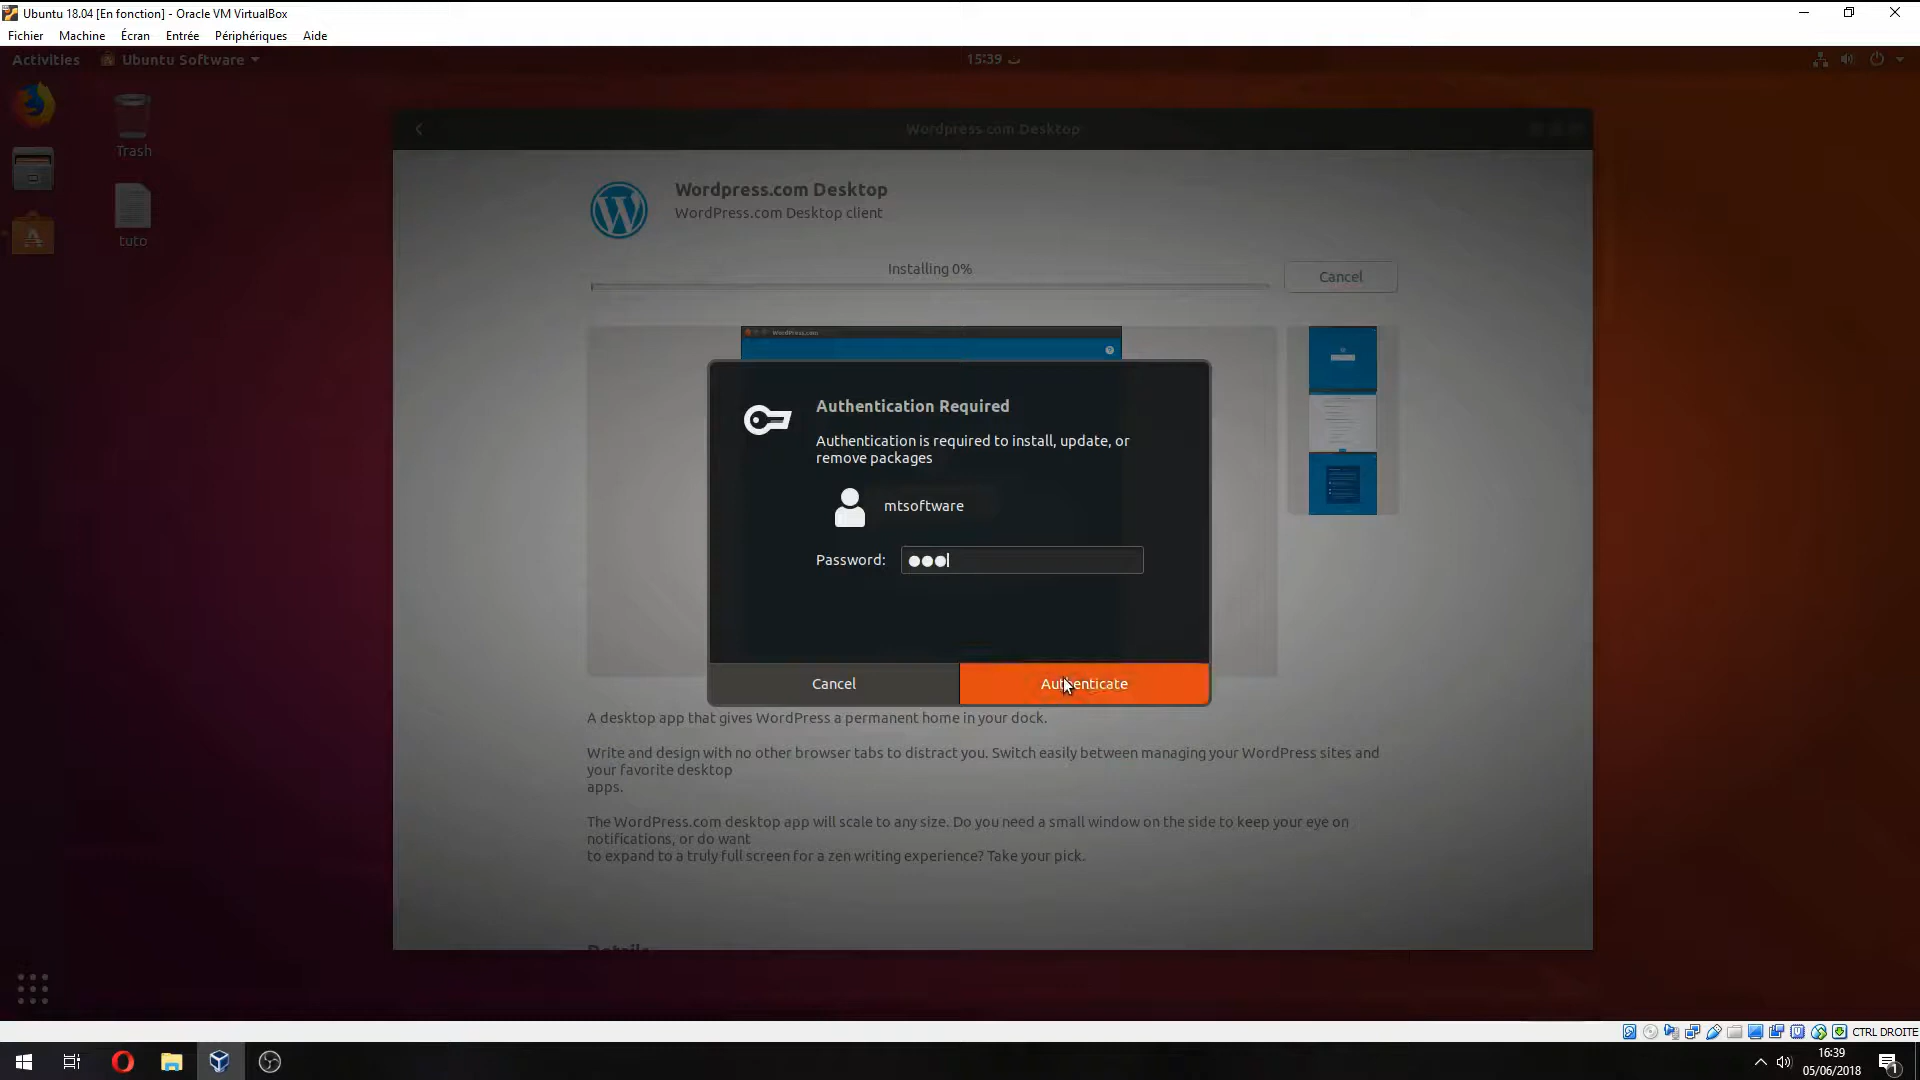 Ubuntu 18.04 [En fonction] - Oracle VM VirtualBox
Fichier Machine Écran Entrée Périphériques Aide
Activities Ubuntu Software 15:39 ث
Trash
tuto
Wordpress.com Desktop
Wordpress.com Desktop
WordPress.com Desktop client
Installing 0%
Cancel
WordPress.com
Authentication Required
Authentication is required to install, update, or
remove packages
mtsoftware
Password:
Cancel Authenticate
A desktop app that gives WordPress a permanent home in your dock.
Write and design with no other browser tabs to distract you. Switch easily between managing your WordPress sites and
your favorite desktop
apps.
The WordPress.com desktop app will scale to any size. Do you need a small window on the side to keep your eye on
notifications, or do want
to expand to a truly full screen for a zen writing experience? Take your pick.
Details
CTRL DROITE
16:39
05/06/2018
1